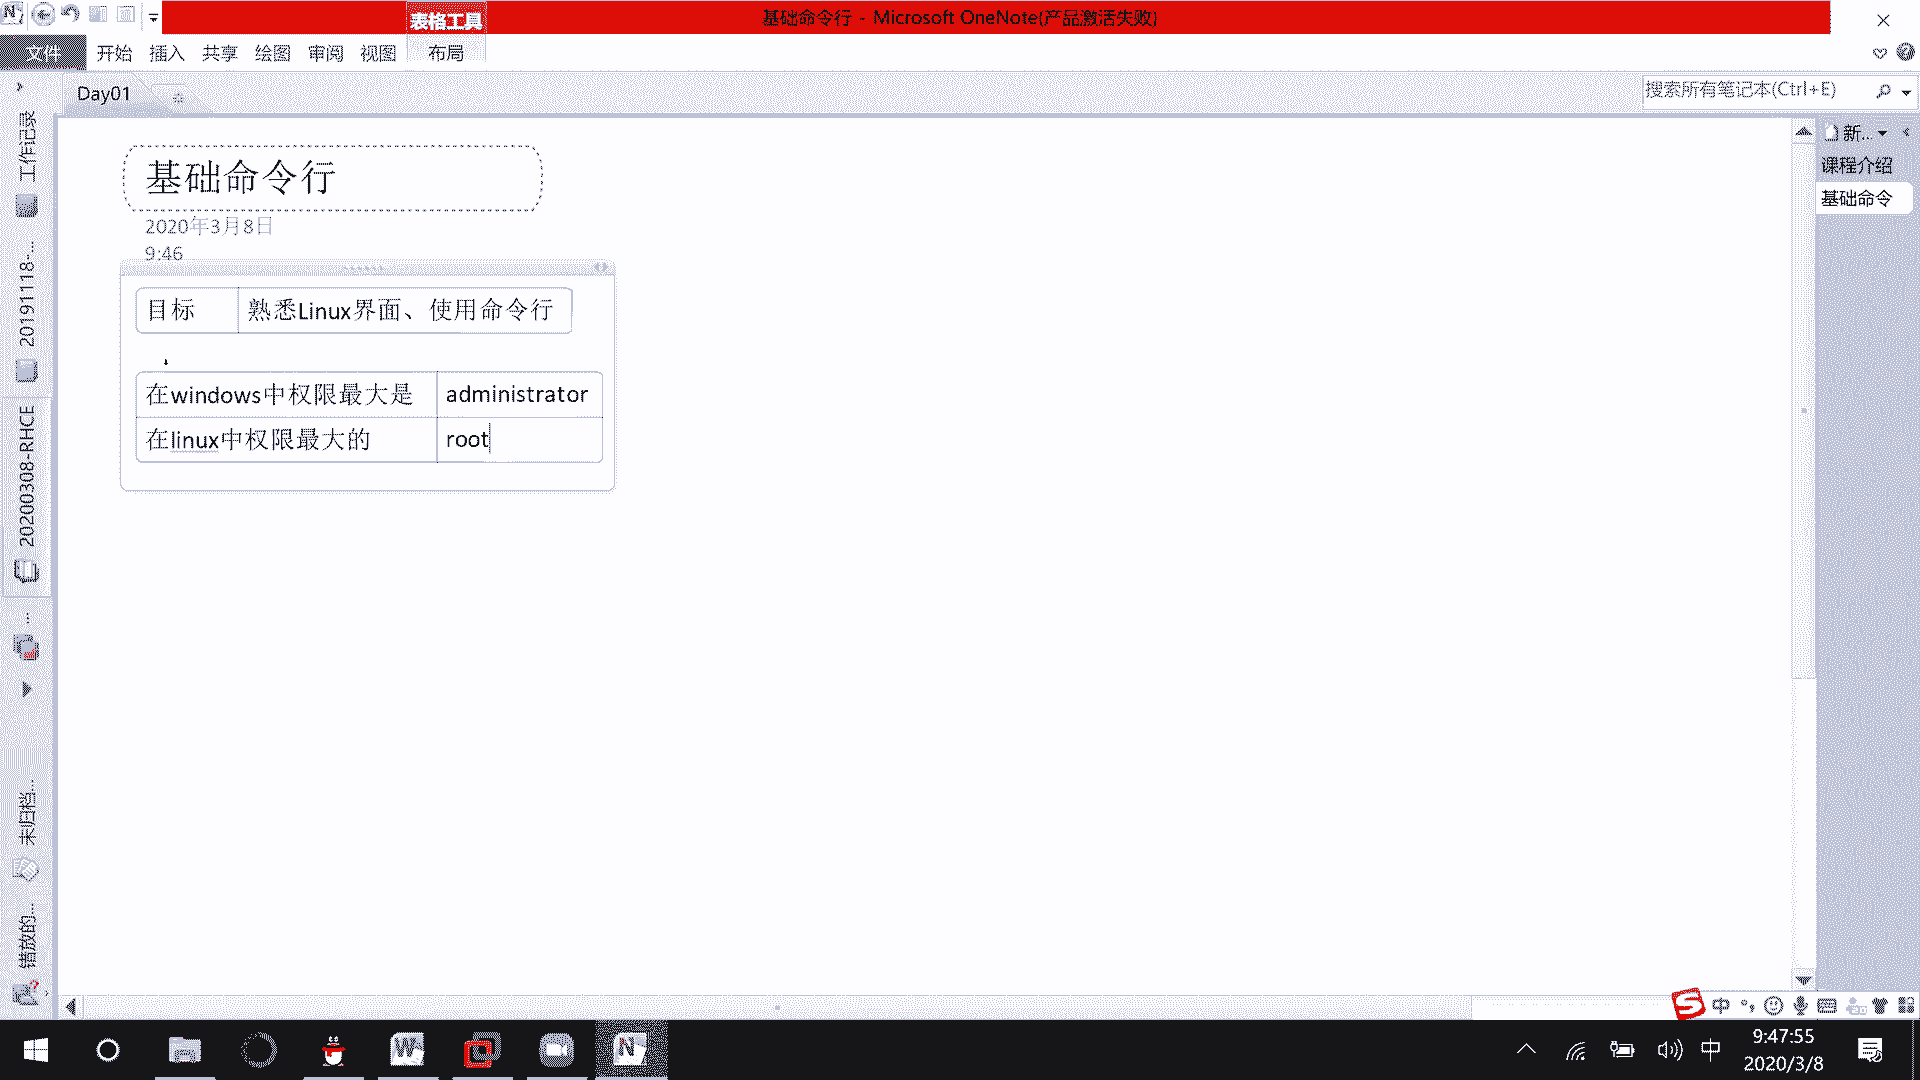 表格工具
基础命令行 - Microsoft OneNote(产品激活失败)
文件 开始 插入 共享 绘图 审阅 视图 布局
Day01
搜索所有笔记本(Ctrl+E)
工作记录
20191118-...
20200308-RHCE
...
未归档...
错放的...
新...
课程介绍
基础命令
基础命令行
2020年3月8日
9:46
目标 熟悉Linux界面、使用命令行
在windows中权限最大是 administrator
在linux中权限最大的 root
中
中
9:47:55
2020/3/8